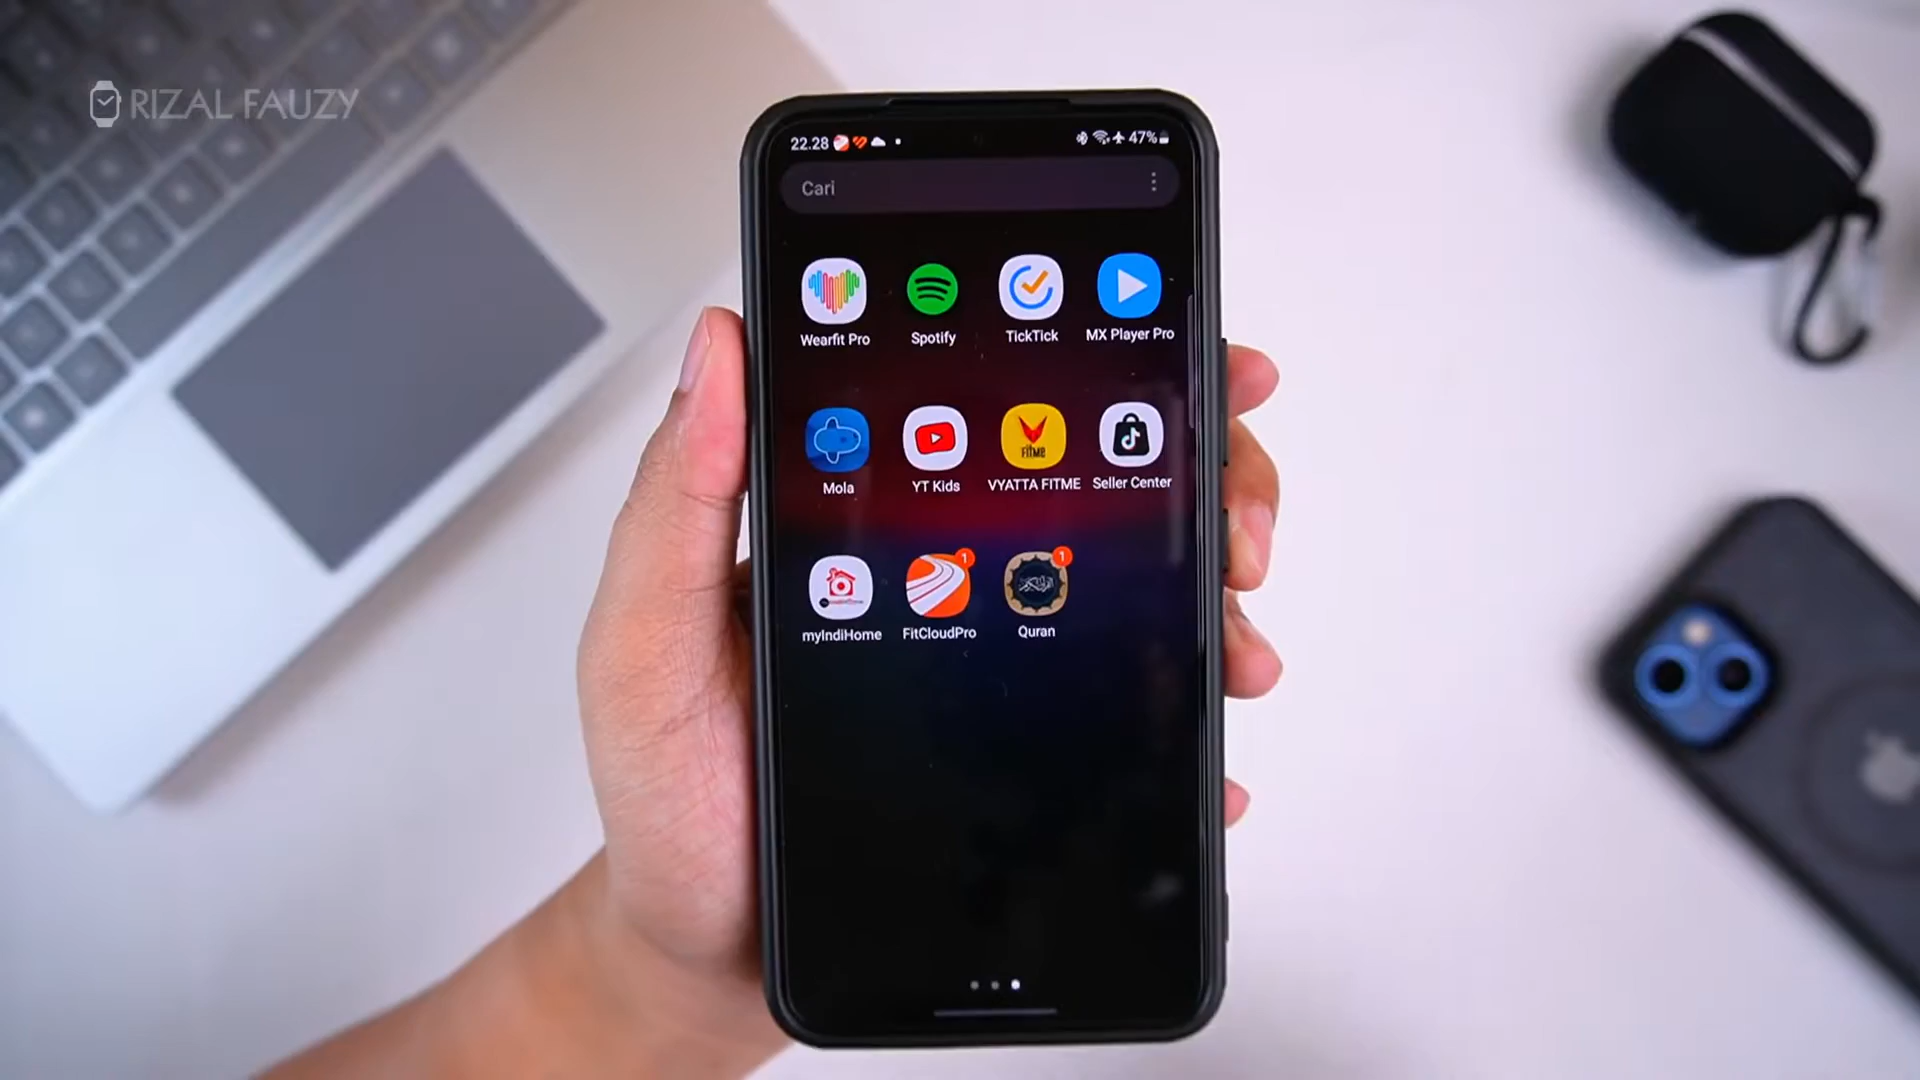 RIZAL FAUZY
22.28
47%
Cari
Wearfit Pro
Spotify
TickTick
MX Player Pro
FitMe
Mola
YT Kids
VYATTA FITME
Seller Center
1
1
myIndiHome
FitCloudPro
Quran